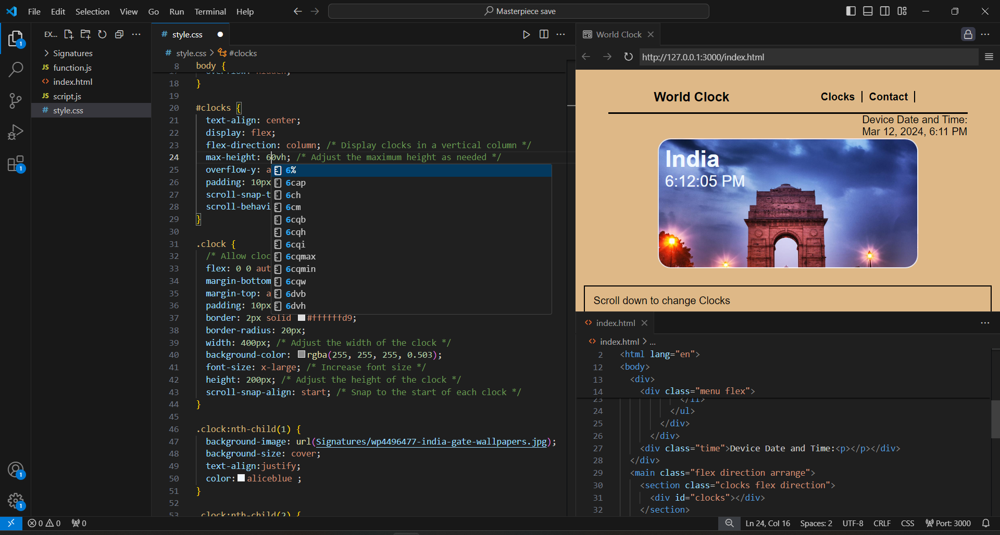 File Edit Selection View Go Run Terminal Help
Masterpiece save
EX...
1
Signatures
JS function.js
<> index.html
JS script.js
# style.css
1
1
1
# style.css
# style.css > #clocks
8 body {
18 }
19
20 #clocks {
21 text-align: center;
22 display: flex;
23 flex-direction: column; /* Display clocks in a vertical column */
24 max-height: 60vh; /* Adjust the maximum height as needed */
25 overflow-y: a
26 padding: 10px
27 scroll-snap-t
28 scroll-behavi
29 }
30
31 .clock {
32 /* Allow cloc
33 flex: 0 0 aut
34 margin-bottom
35 margin-top: a
36 padding: 10px
6%
6cap
6ch
6cm
6cqb
6cqh
6cqi
6cqmax
6cqmin
6cqw
6dvb
6dvh
37 border: 2px solid #ffffffd9;
38 border-radius: 20px;
39 width: 400px; /* Adjust the width of the clock */
40 background-color: rgba(255, 255, 255, 0.503);
41 font-size: x-large; /* Increase font size */
42 height: 200px; /* Adjust the height of the clock */
43 scroll-snap-align: start; /* Snap to the start of each clock */
44 }
45
46 .clock:nth-child(1) {
47 background-image: url(Signatures/wp4496477-india-gate-wallpapers.jpg);
48 background-size: cover;
49 text-align:justify;
50 color: aliceblue ;
51 }
52
53 .clock:nth-child(2) {
World Clock
http://127.0.0.1:3000/index.html
World Clock
Clocks | Contact |
Device Date and Time:
Mar 12, 2024, 6:11 PM
India
6:12:05 PM
Scroll down to change Clocks
<> index.html
<> index.html > ...
2 <html lang="en">
12 <body>
13 <div>
14 <div class="menu flex">
23 </li>
24 </ul>
25 </div>
26 </div>
27 <div class="time">Device Date and Time:<p></p></div>
28 </div>
29 <main class="flex direction arrange">
30 <section class="clocks flex direction">
31 <div id="clocks"></div>
32 </section>
0 0 0
Ln 24, Col 16 Spaces: 2 UTF-8 CRLF CSS Port: 3000